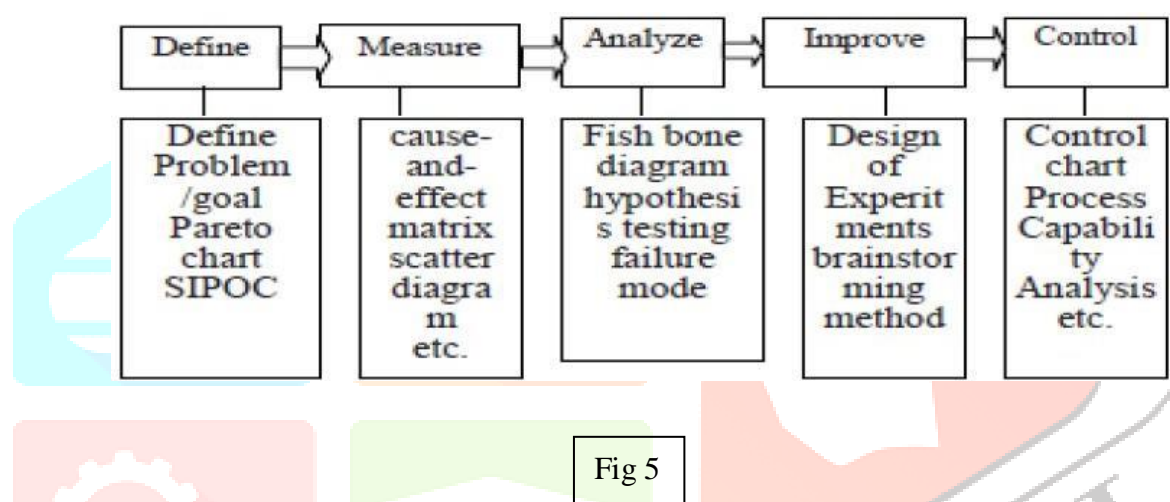 Define
Measure
Analyze
Improve
Control
Define
Problem
/goal
Pareto
chart
SIPOC
cause-
and-
effect
matrix
scatter
diagra
m
etc.
Fish bone
diagram
hypothesi
s testing
failure
mode
Design
of
Experit
ments
brainstor
ming
method
Control
chart
Process
Capabili
ty
Analysis
etc.
Fig 5